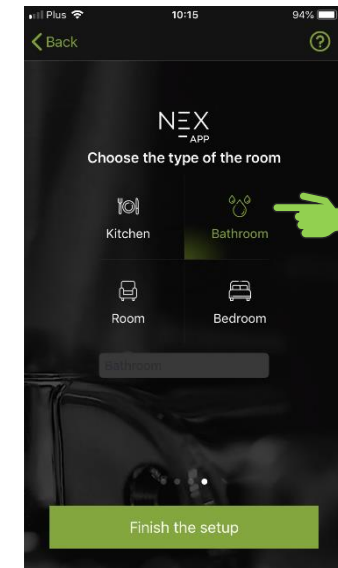 Plus 10:15 94%
Back ?
NEX
APP
Choose the type of the room
Kitchen Bathroom
Room Bedroom
Bathroom
Finish the setup